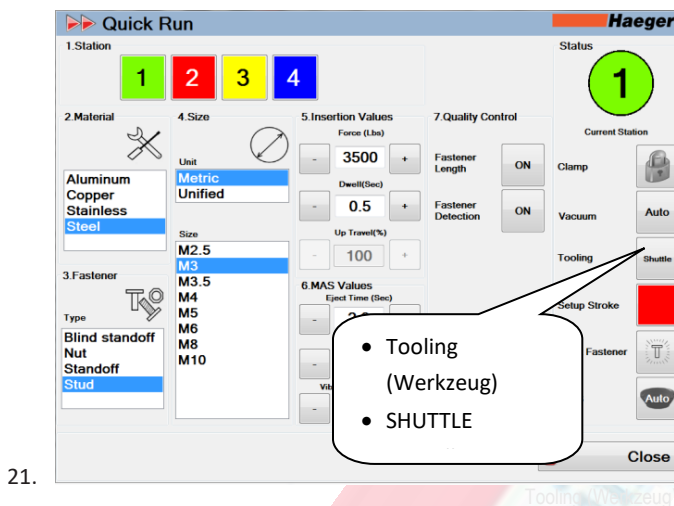 Quick Run
Haeger
1.Station
Status
1
2
3
4
1
Current Station
2.Material
4.Size
5.Insertion Values
7.Quality Control
Force (Lbs)
- 3500 +
Fastener Length
ON
Clamp
Unit
Metric
Unified
Dwell(Sec)
- 0.5 +
Fastener Detection
ON
Vacuum
Auto
Aluminum
Copper
Stainless
Steel
Up Travel(%)
- 100 +
Size
M2.5
M3
M3.5
M4
M5
M6
M8
M10
Tooling
Shuttle
3.Fastener
6.MAS Values
Eject Time (Sec)
-
-
-
Setup Stroke
Type
Blind standoff
Nut
Standoff
Stud
Fastener
T
Auto
• Tooling
(Werkzeug)
• SHUTTLE
Close
21.
Tooling (Werkzeug